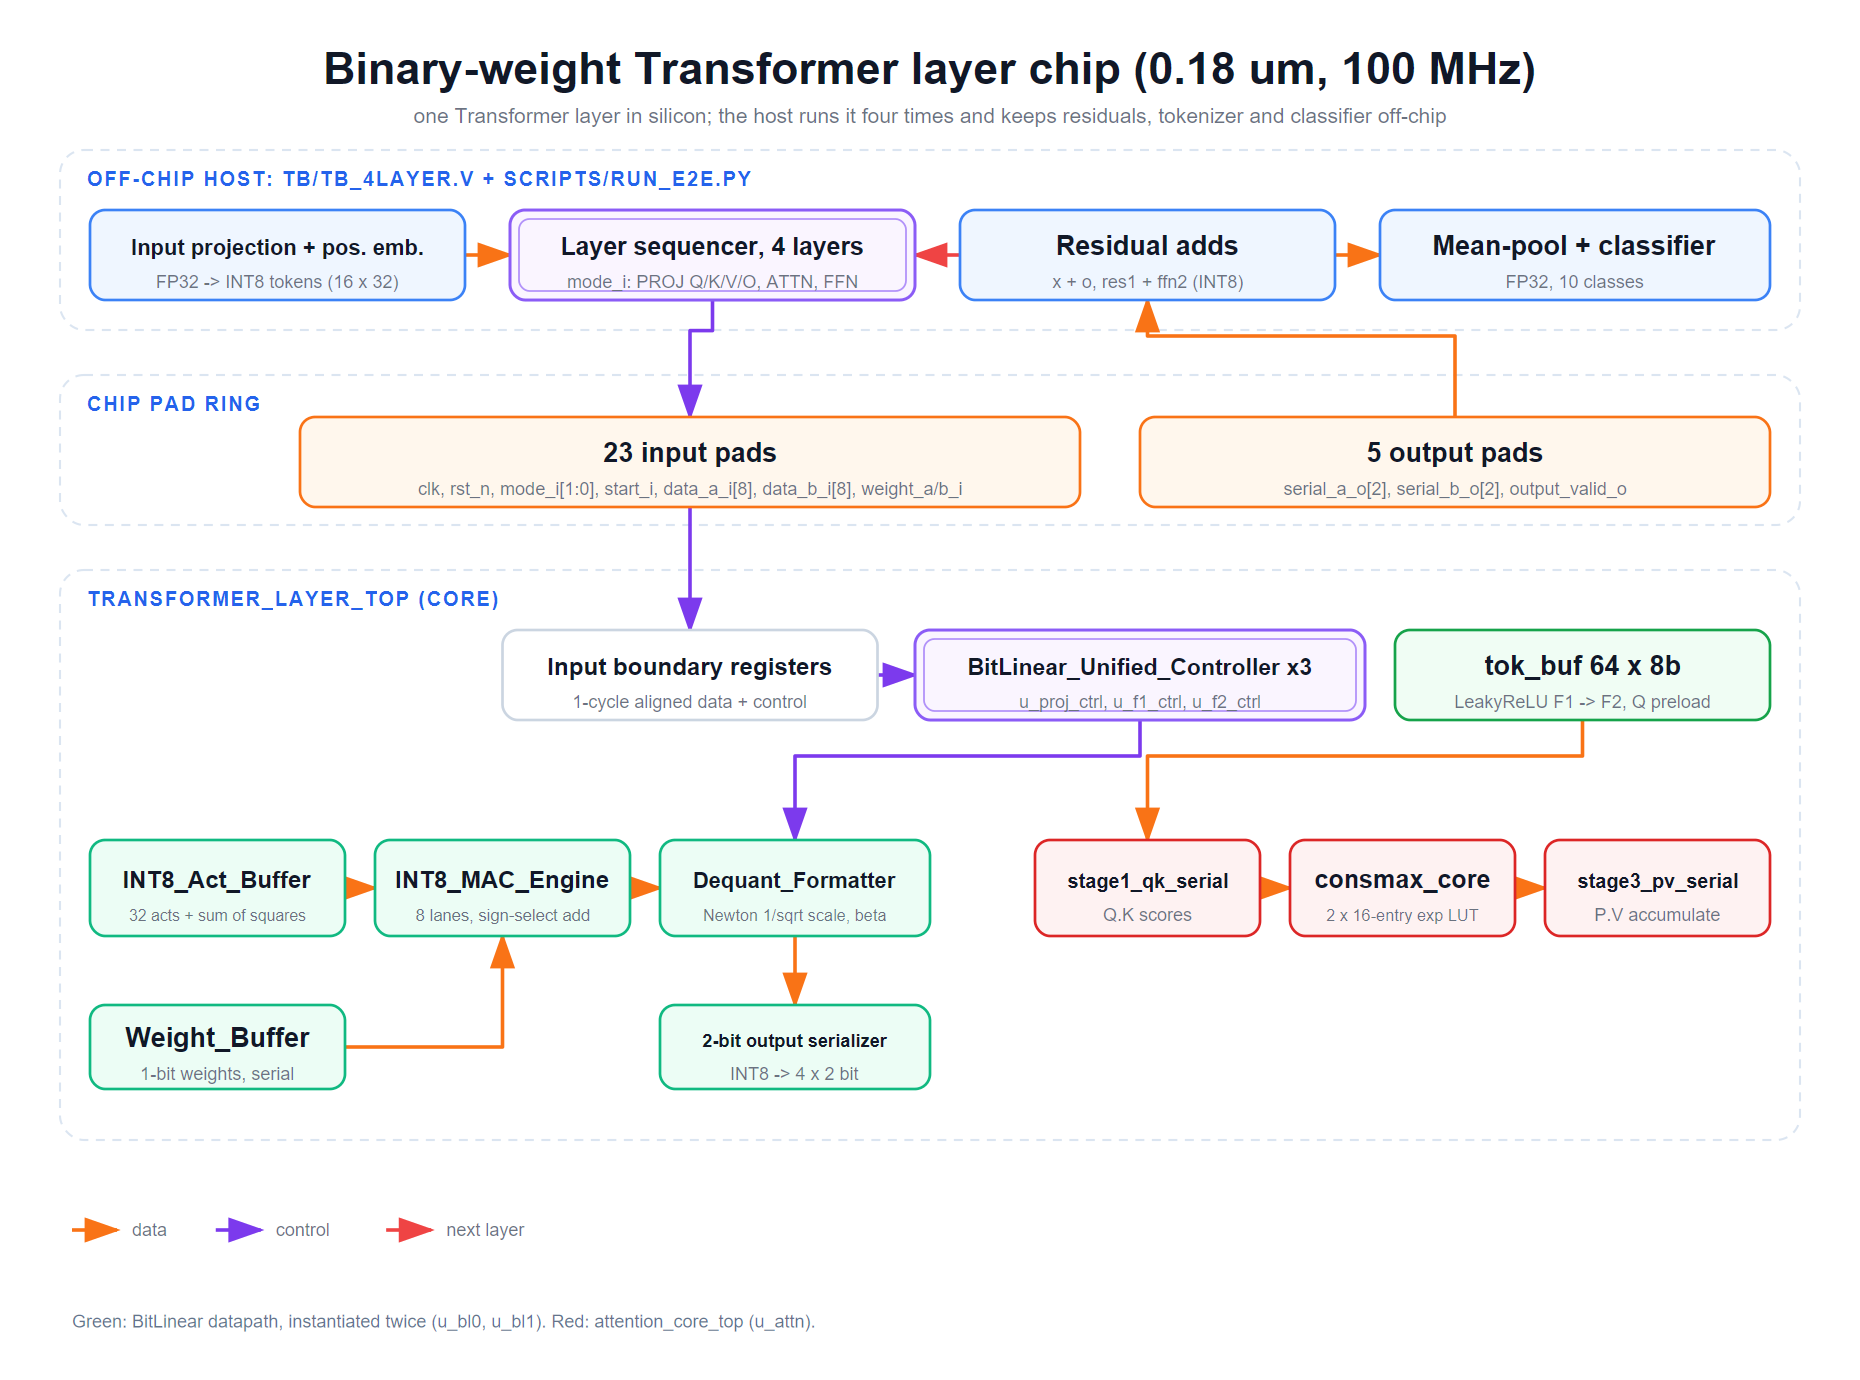 Binary-weight Transformer layer chip (0.18 um, 100 MHz)
one Transformer layer in silicon; the host runs it four times and keeps residuals, tokenizer and classifier off-chip
OFF-CHIP HOST: TB/TB_4LAYER.V + SCRIPTS/RUN_E2E.PY
Input projection + pos. emb.
FP32 -> INT8 tokens (16 x 32)
Layer sequencer, 4 layers
mode_i: PROJ Q/K/V/O, ATTN, FFN
Residual adds
x + o, res1 + ffn2 (INT8)
Mean-pool + classifier
FP32, 10 classes
CHIP PAD RING
23 input pads
clk, rst_n, mode_i[1:0], start_i, data_a_i[8], data_b_i[8], weight_a/b_i
5 output pads
serial_a_o[2], serial_b_o[2], output_valid_o
TRANSFORMER_LAYER_TOP (CORE)
Input boundary registers
1-cycle aligned data + control
BitLinear_Unified_Controller x3
u_proj_ctrl, u_f1_ctrl, u_f2_ctrl
tok_buf 64 x 8b
LeakyReLU F1 -> F2, Q preload
INT8_Act_Buffer
32 acts + sum of squares
INT8_MAC_Engine
8 lanes, sign-select add
Dequant_Formatter
Newton 1/sqrt scale, beta
stage1_qk_serial
Q.K scores
consmax_core
2 x 16-entry exp LUT
stage3_pv_serial
P.V accumulate
Weight_Buffer
1-bit weights, serial
2-bit output serializer
INT8 -> 4 x 2 bit
data
control
next layer
Green: BitLinear datapath, instantiated twice (u_bl0, u_bl1). Red: attention_core_top (u_attn).